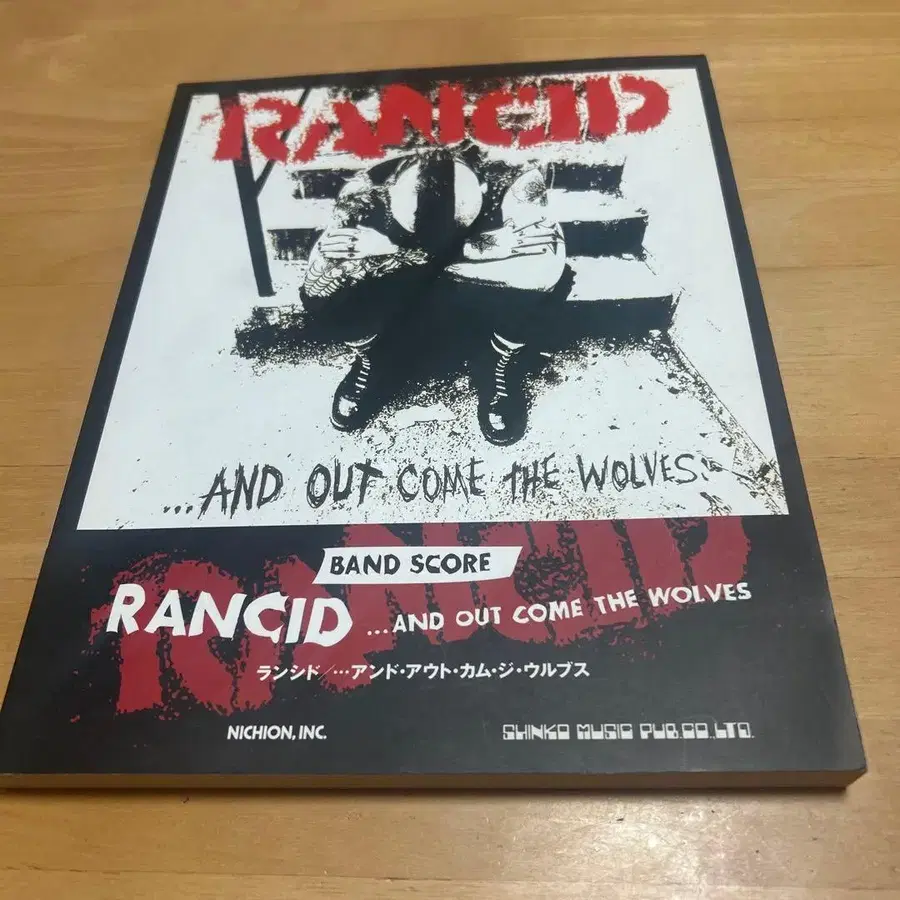 RANCID
...AND OUT COME THE WOLVES.
BAND SCORE
RANCID ...AND OUT COME THE WOLVES
ランシド/…アンド・アウト・カム・ジ・ウルブス
NICHION, INC. SHINKO MUSIC PUB.CO.,LTD.
RANCID